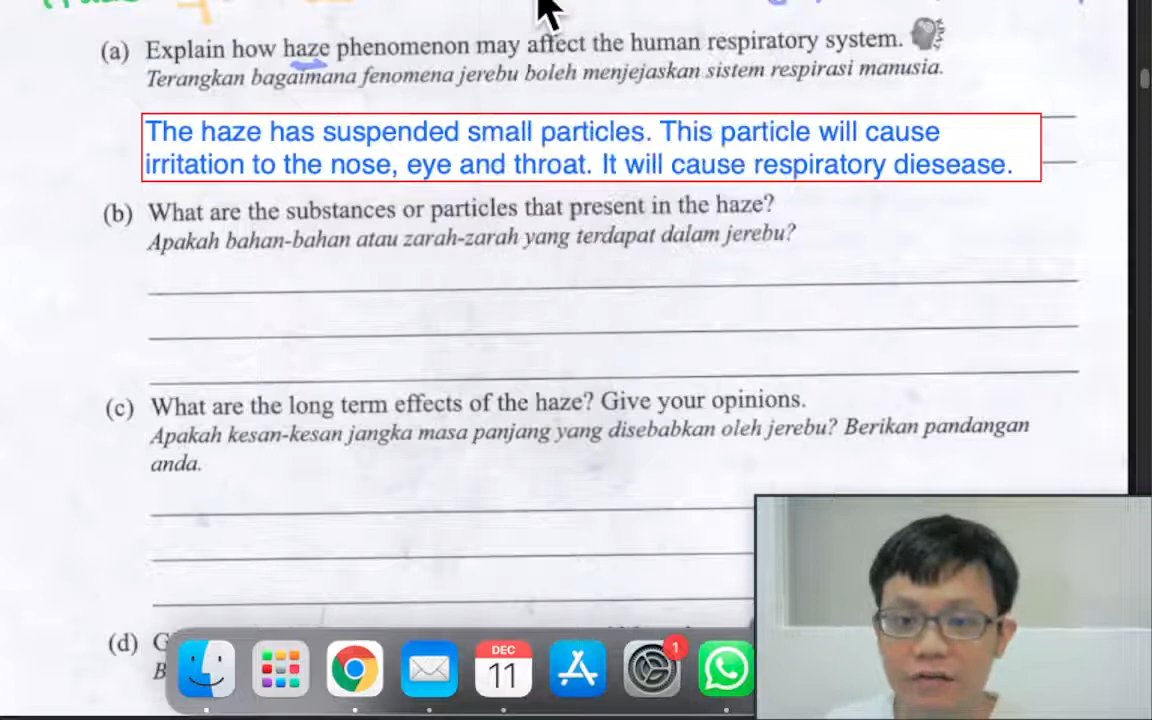 (a) Explain how haze phenomenon may affect the human respiratory system.
Terangkan bagaimana fenomena jerebu boleh menjejaskan sistem respirasi manusia.
The haze has suspended small particles. This particle will cause
irritation to the nose, eye and throat. It will cause respiratory diesease.
(b) What are the substances or particles that present in the haze?
Apakah bahan-bahan atau zarah-zarah yang terdapat dalam jerebu?
(c) What are the long term effects of the haze? Give your opinions.
Apakah kesan-kesan jangka masa panjang yang disebabkan oleh jerebu? Berikan pandangan
anda.
(d) G
B
DEC
11
1